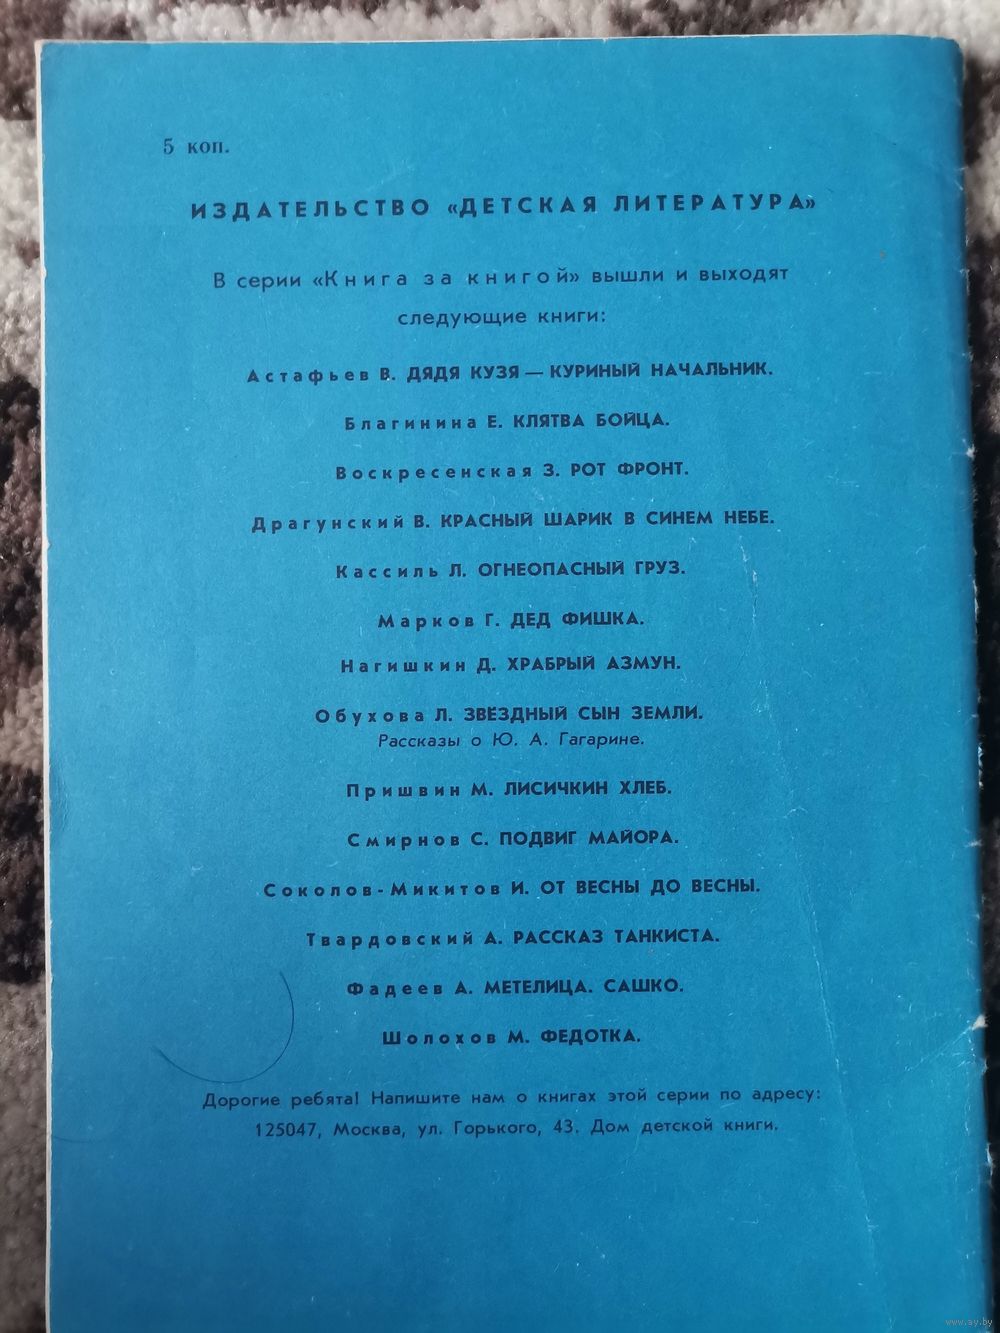 5 коп.
ИЗДАТЕЛЬСТВО «ДЕТСКАЯ ЛИТЕРАТУРА»
В серии «Книга за книгой» вышли и выходят
следующие книги:
Астафьев В. ДЯДЯ КУЗЯ — КУРИНЫЙ НАЧАЛЬНИК.
Благинина Е. КЛЯТВА БОЙЦА.
Воскресенская З. РОТ ФРОНТ.
Драгунский В. КРАСНЫЙ ШАРИК В СИНЕМ НЕБЕ.
Кассиль Л. ОГНЕОПАСНЫЙ ГРУЗ.
Марков Г. ДЕД ФИШКА.
Нагишкин Д. ХРАБРЫЙ АЗМУН.
Обухова Л. ЗВЁЗДНЫЙ СЫН ЗЕМЛИ.
Рассказы о Ю. А. Гагарине.
Пришвин М. ЛИСИЧКИН ХЛЕБ.
Смирнов С. ПОДВИГ МАЙОРА.
Соколов-Микитов И. ОТ ВЕСНЫ ДО ВЕСНЫ.
Твардовский А. РАССКАЗ ТАНКИСТА.
Фадеев А. МЕТЕЛИЦА. САШКО.
Шолохов М. ФЕДОТКА.
Дорогие ребята! Напишите нам о книгах этой серии по адресу:
125047, Москва, ул. Горького, 43. Дом детской книги.
www.ay.by